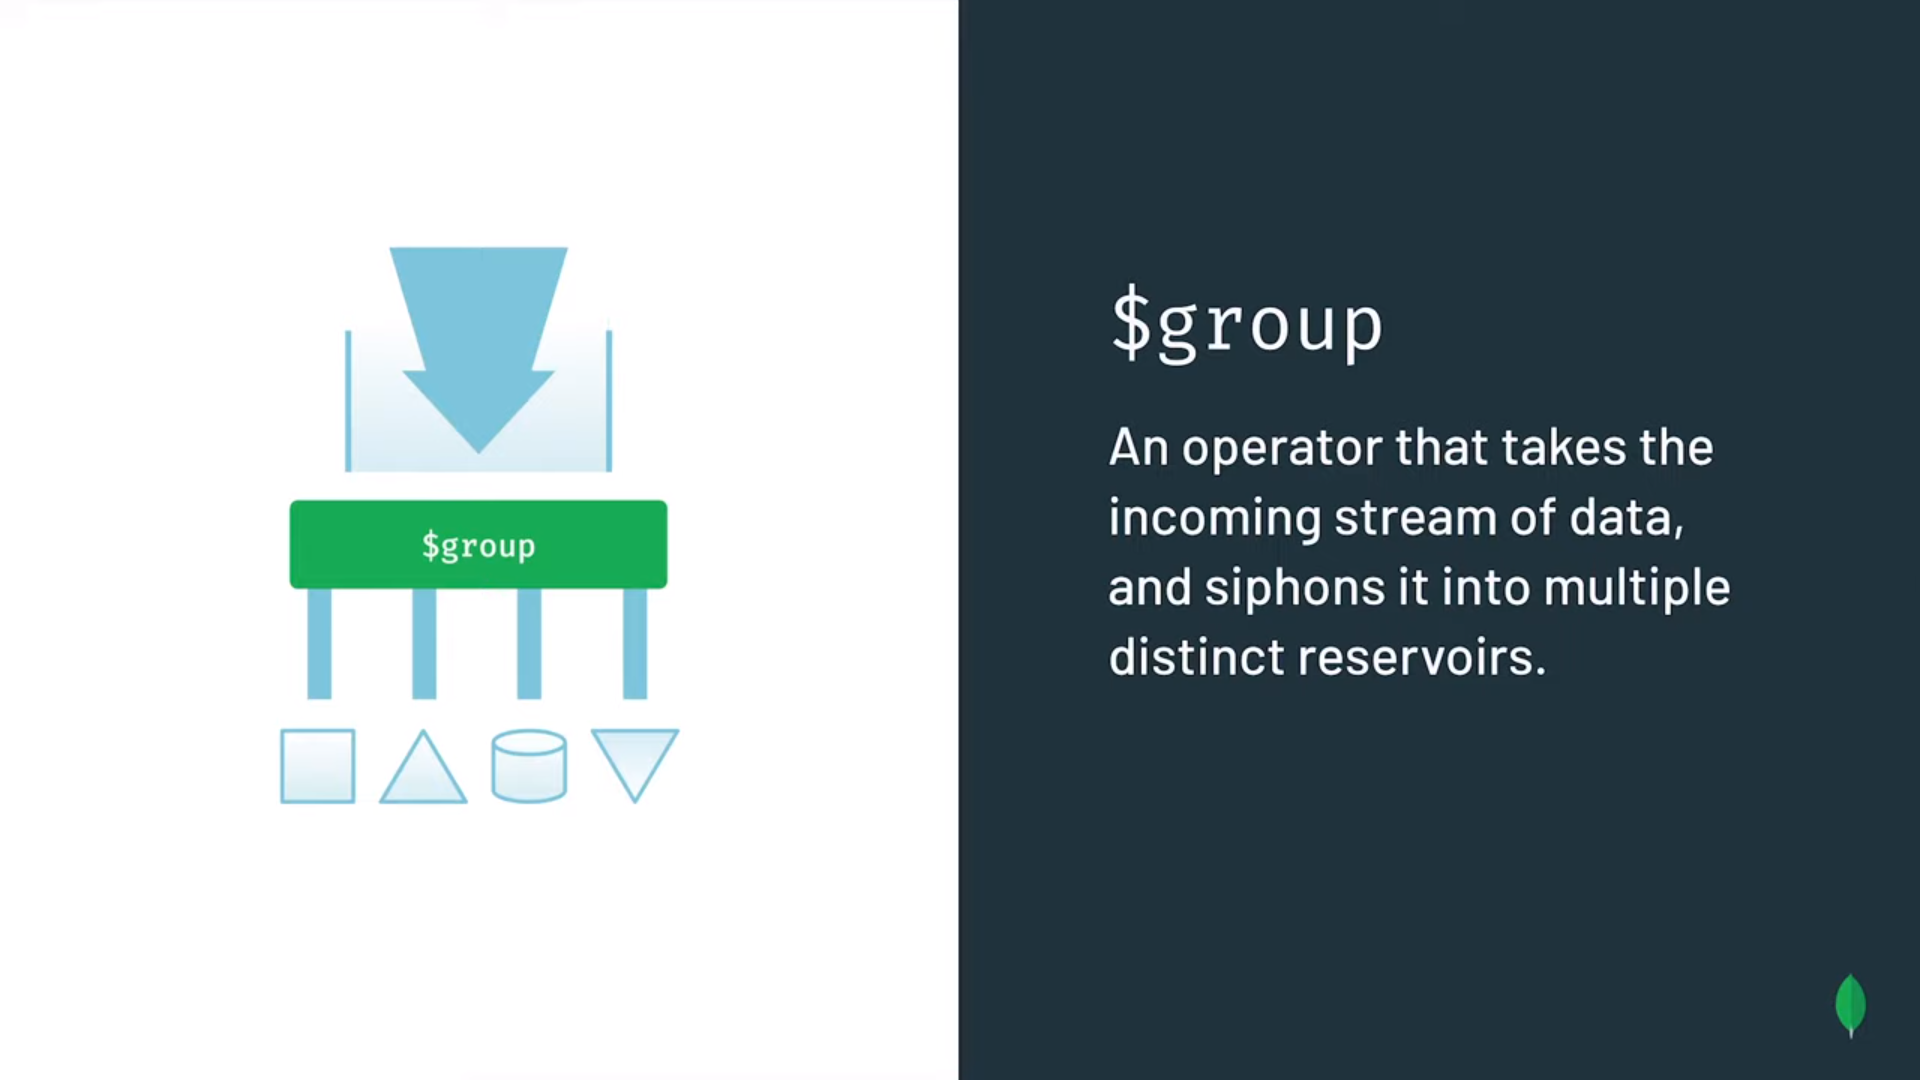 $group
$group
An operator that takes the
incoming stream of data,
and siphons it into multiple
distinct reservoirs.